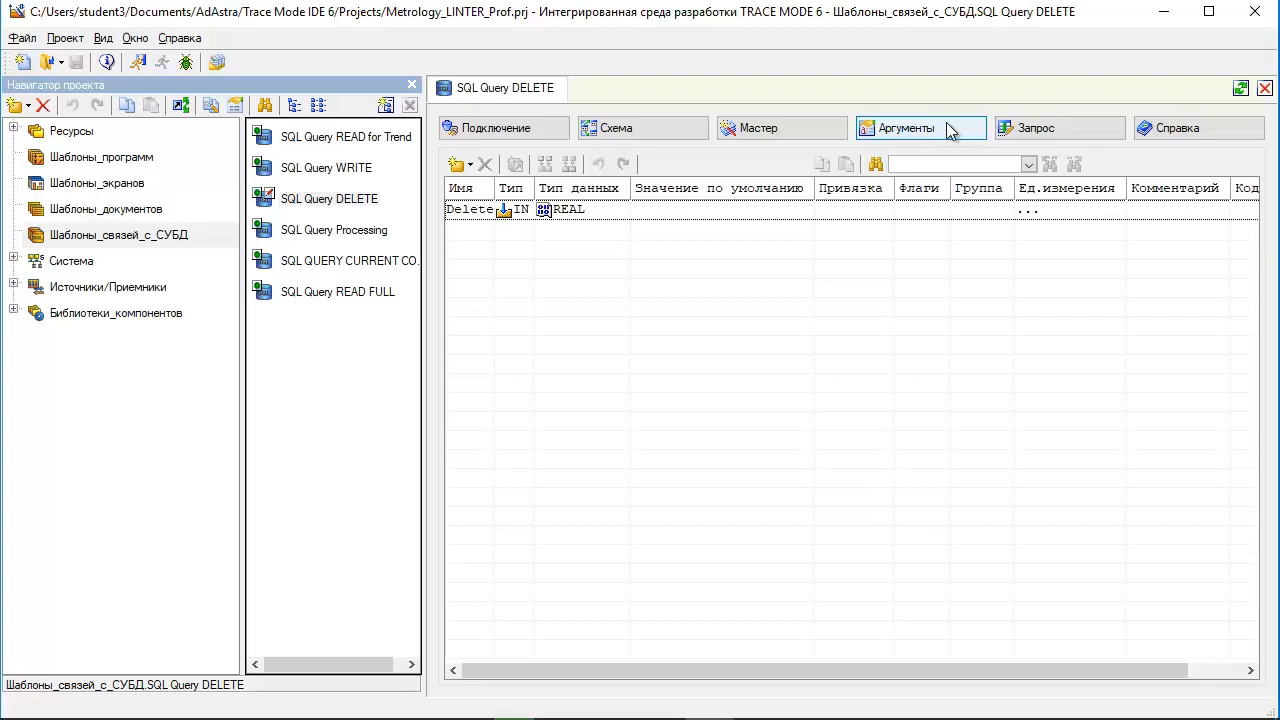 C:/Users/student3/Documents/AdAstra/Trace Mode IDE 6/Projects/Metrology_LINTER_Prof.prj - Интегрированная среда разработки TRACE MODE 6 - Шаблоны_связей_с_СУБД.SQL Query DELETE
Файл Проект Вид Окно Справка
Навигатор проекта
SQL Query DELETE
Ресурсы
Шаблоны_программ
Шаблоны_экранов
Шаблоны_документов
Шаблоны_связей_с_СУБД
Система
Источники/Приемники
Библиотеки_компонентов
SQL Query READ for Trend
SQL Query WRITE
SQL Query DELETE
SQL Query Processing
SQL QUERY CURRENT CO.
SQL Query READ FULL
Подключение Схема Мастер Аргументы Запрос Справка
Имя Тип Тип данных Значение по умолчанию Привязка Флаги Группа Ед.измерения Комментарий Код
Delete IN REAL ...
Шаблоны_связей_с_СУБД.SQL Query DELETE